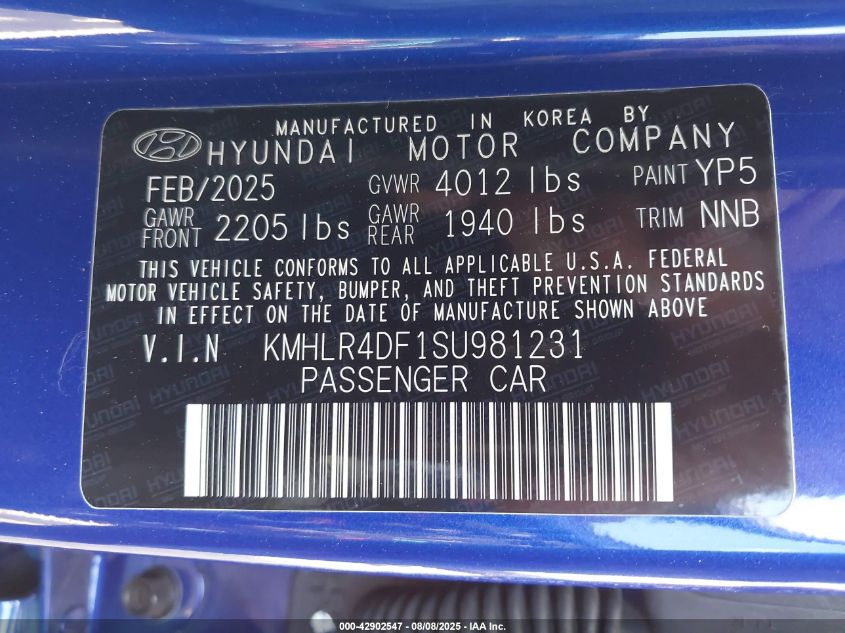 MANUFACTURED IN KOREA BY
HYUNDAI MOTOR COMPANY
FEB/2025 GVWR 4012 lbs PAINT YP5
GAWR FRONT 2205 lbs GAWR REAR 1940 lbs TRIM NNB
THIS VEHICLE CONFORMS TO ALL APPLICABLE U.S.A. FEDERAL
MOTOR VEHICLE SAFETY, BUMPER, AND THEFT PREVENTION STANDARDS
IN EFFECT ON THE DATE OF MANUFACTURE SHOWN ABOVE
V.I.N KMHLR4DF1SU981231
PASSENGER CAR
000-42902547 - 08/08/2025 - IAA Inc.